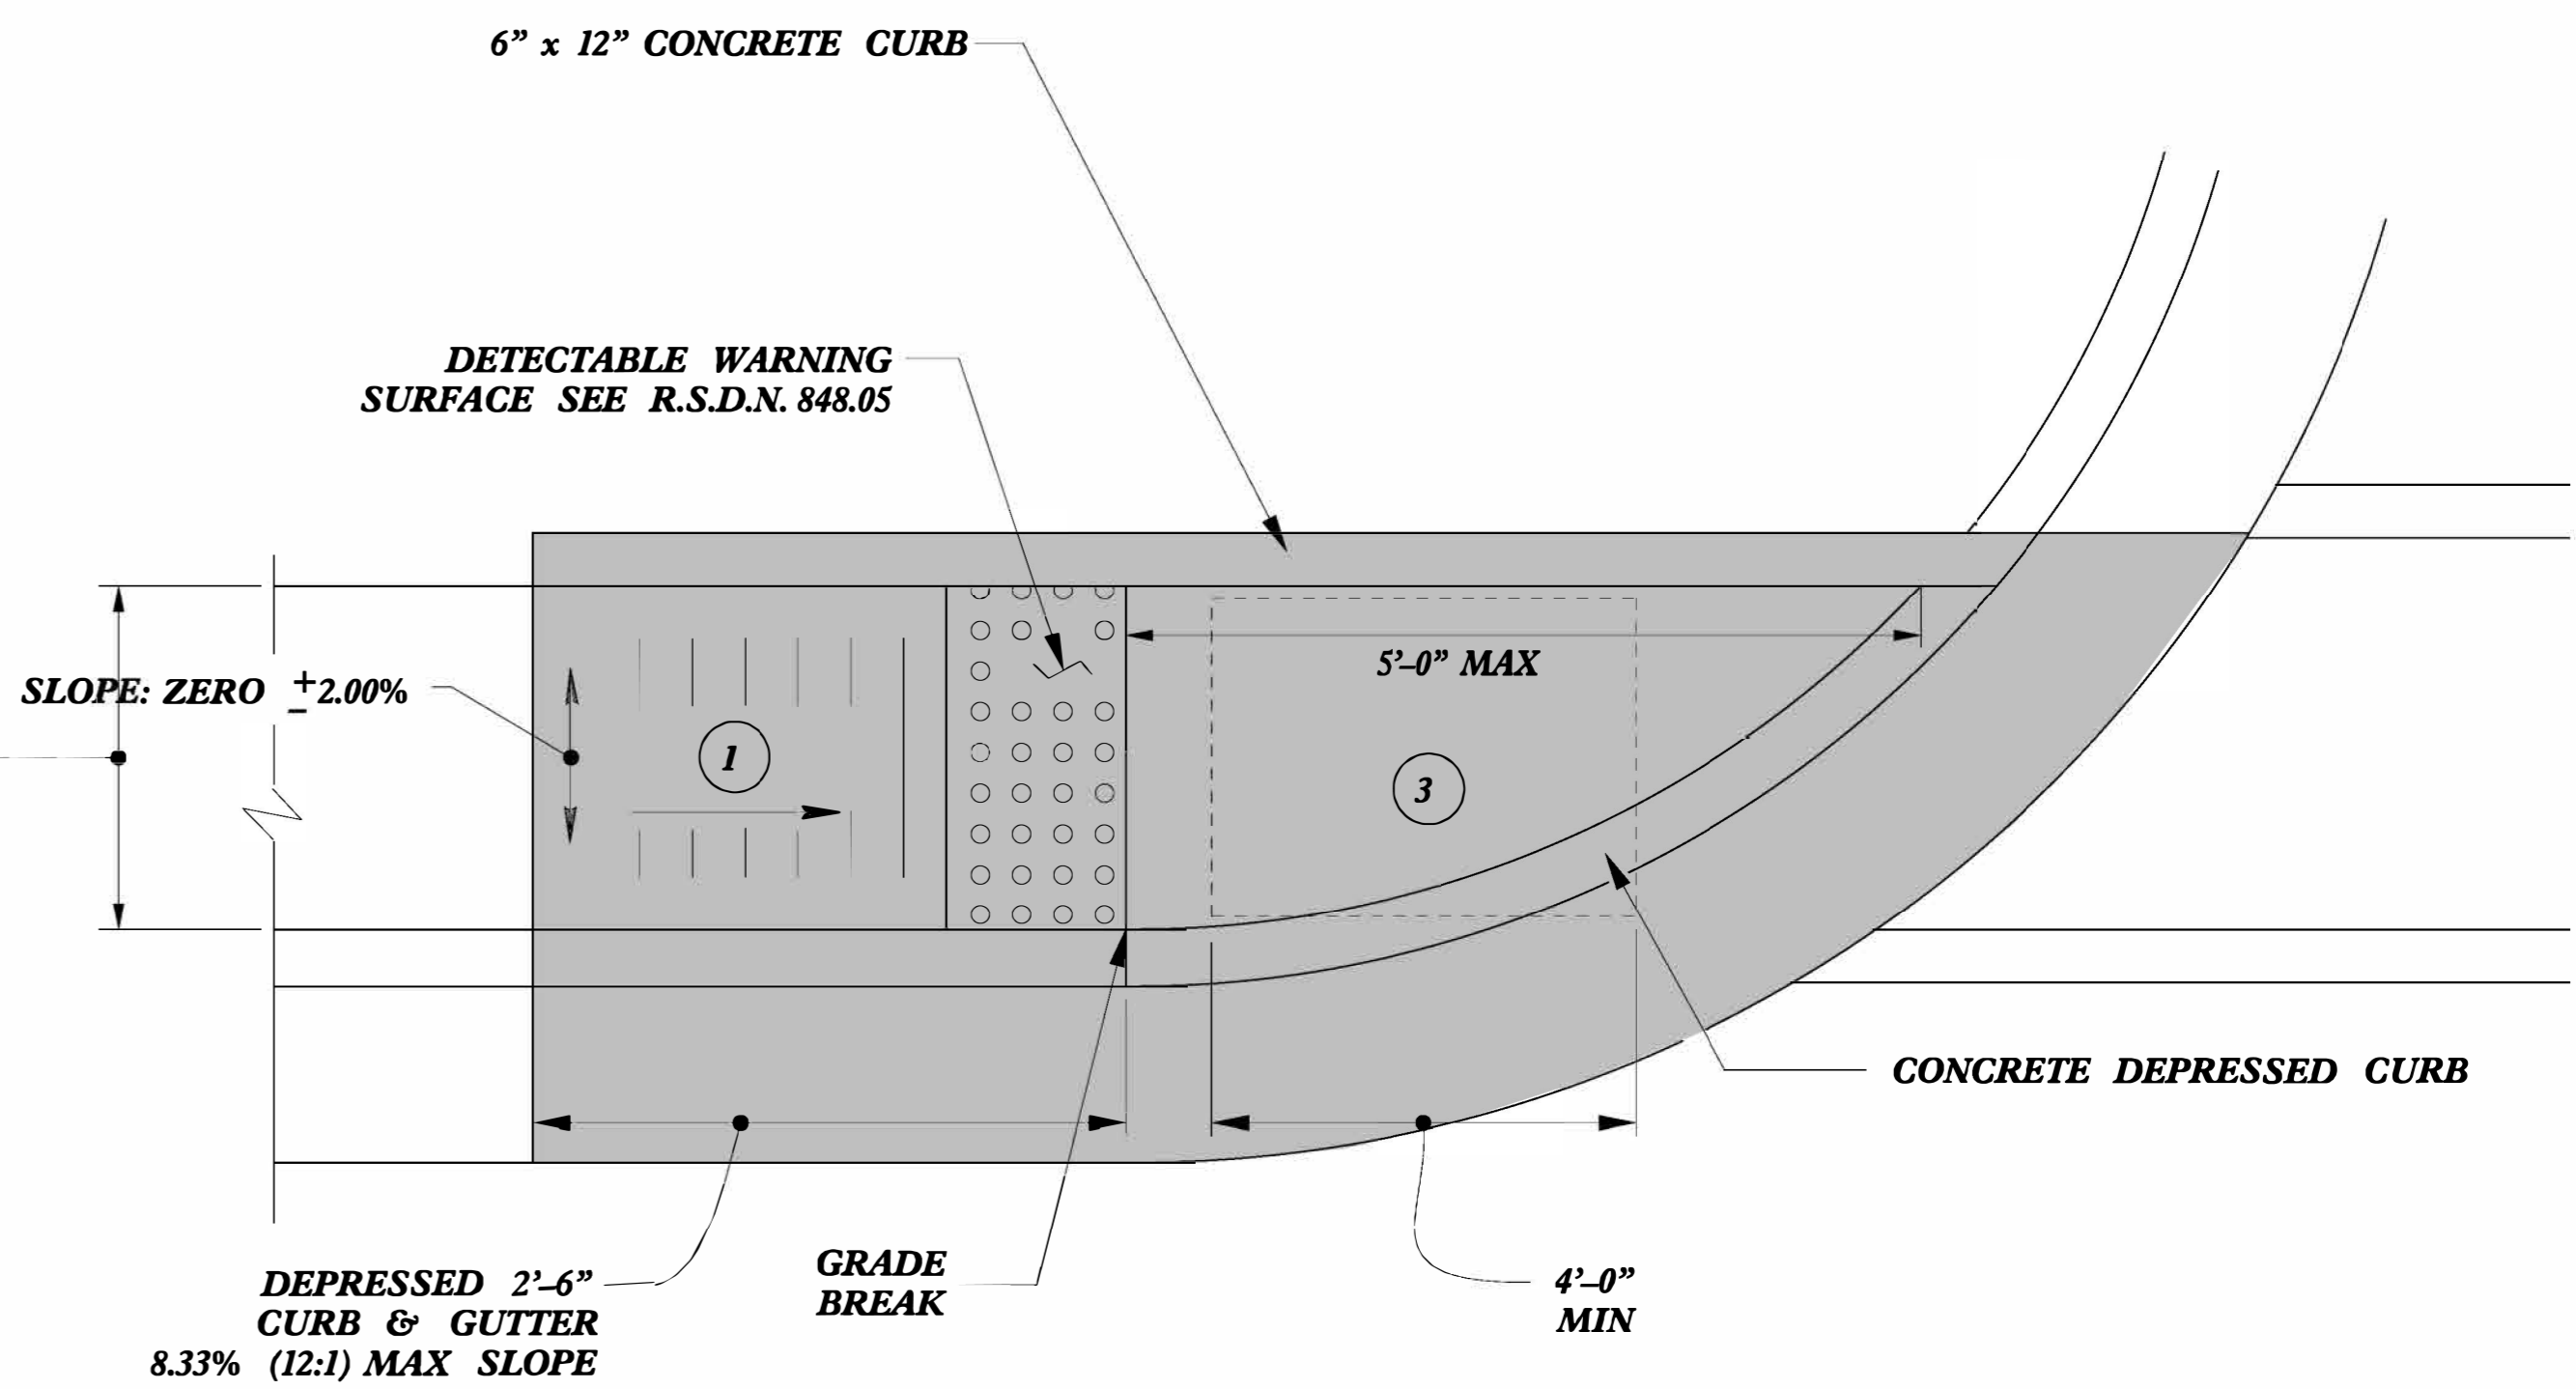 6” x 12” CONCRETE CURB
DETECTABLE WARNING
SURFACE SEE R.S.D.N. 848.05
5’–0” MAX
SLOPE: ZERO ±2.00%
1
3
CONCRETE DEPRESSED CURB
DEPRESSED 2’–6”
CURB & GUTTER
8.33% (12:1) MAX SLOPE
GRADE
BREAK
4’–0”
MIN